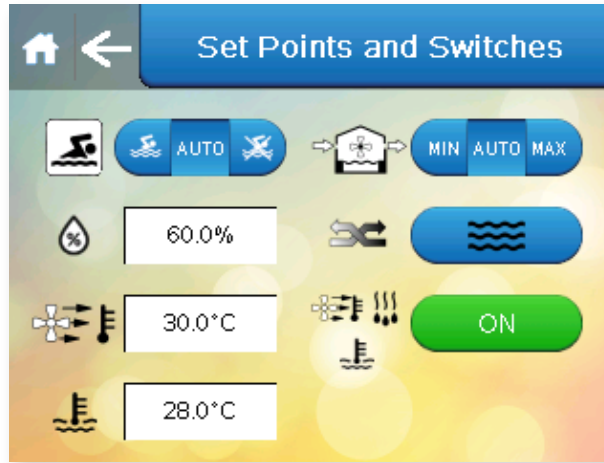 Set Points and Switches
AUTO
MIN AUTO MAX
%
60.0%
30.0°C
ON
28.0°C